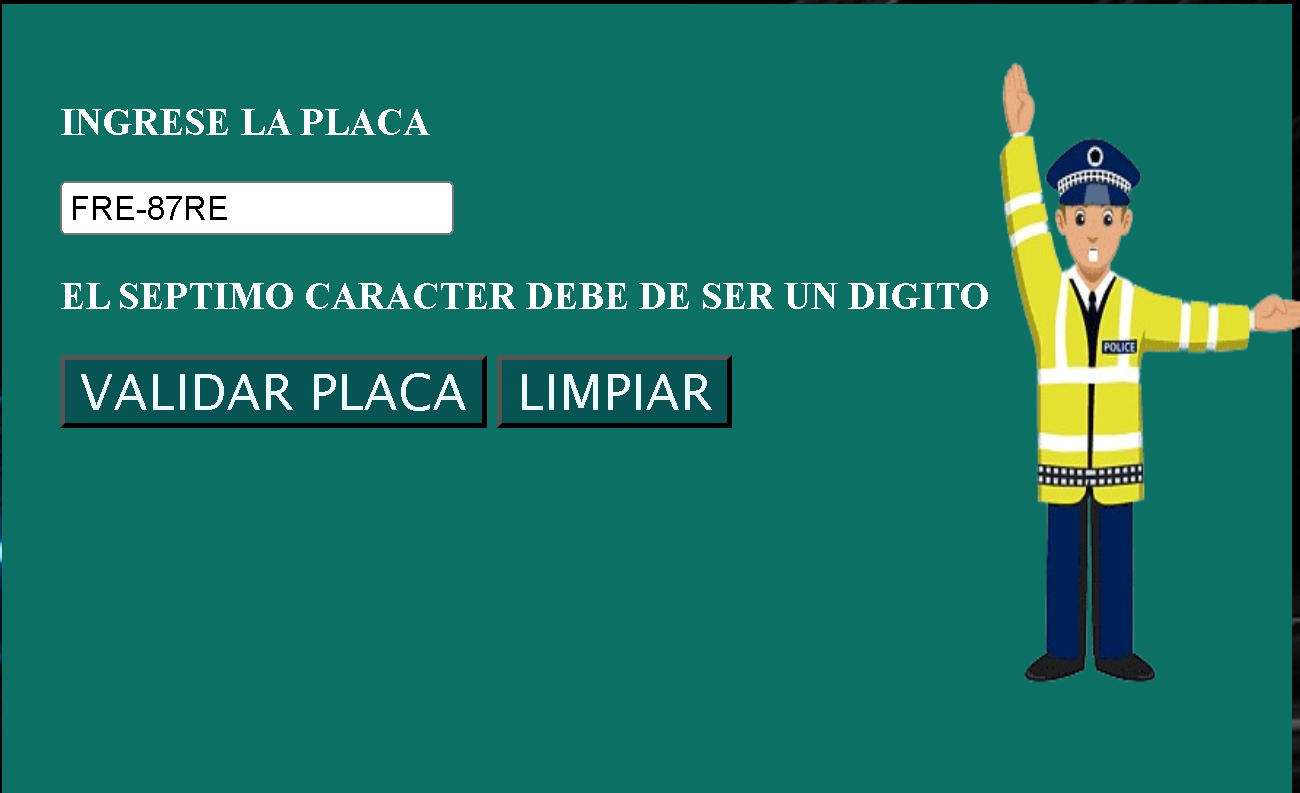 INGRESE LA PLACA
FRE-87RE
EL SEPTIMO CARACTER DEBE DE SER UN DIGITO
VALIDAR PLACA LIMPIAR
POLICE